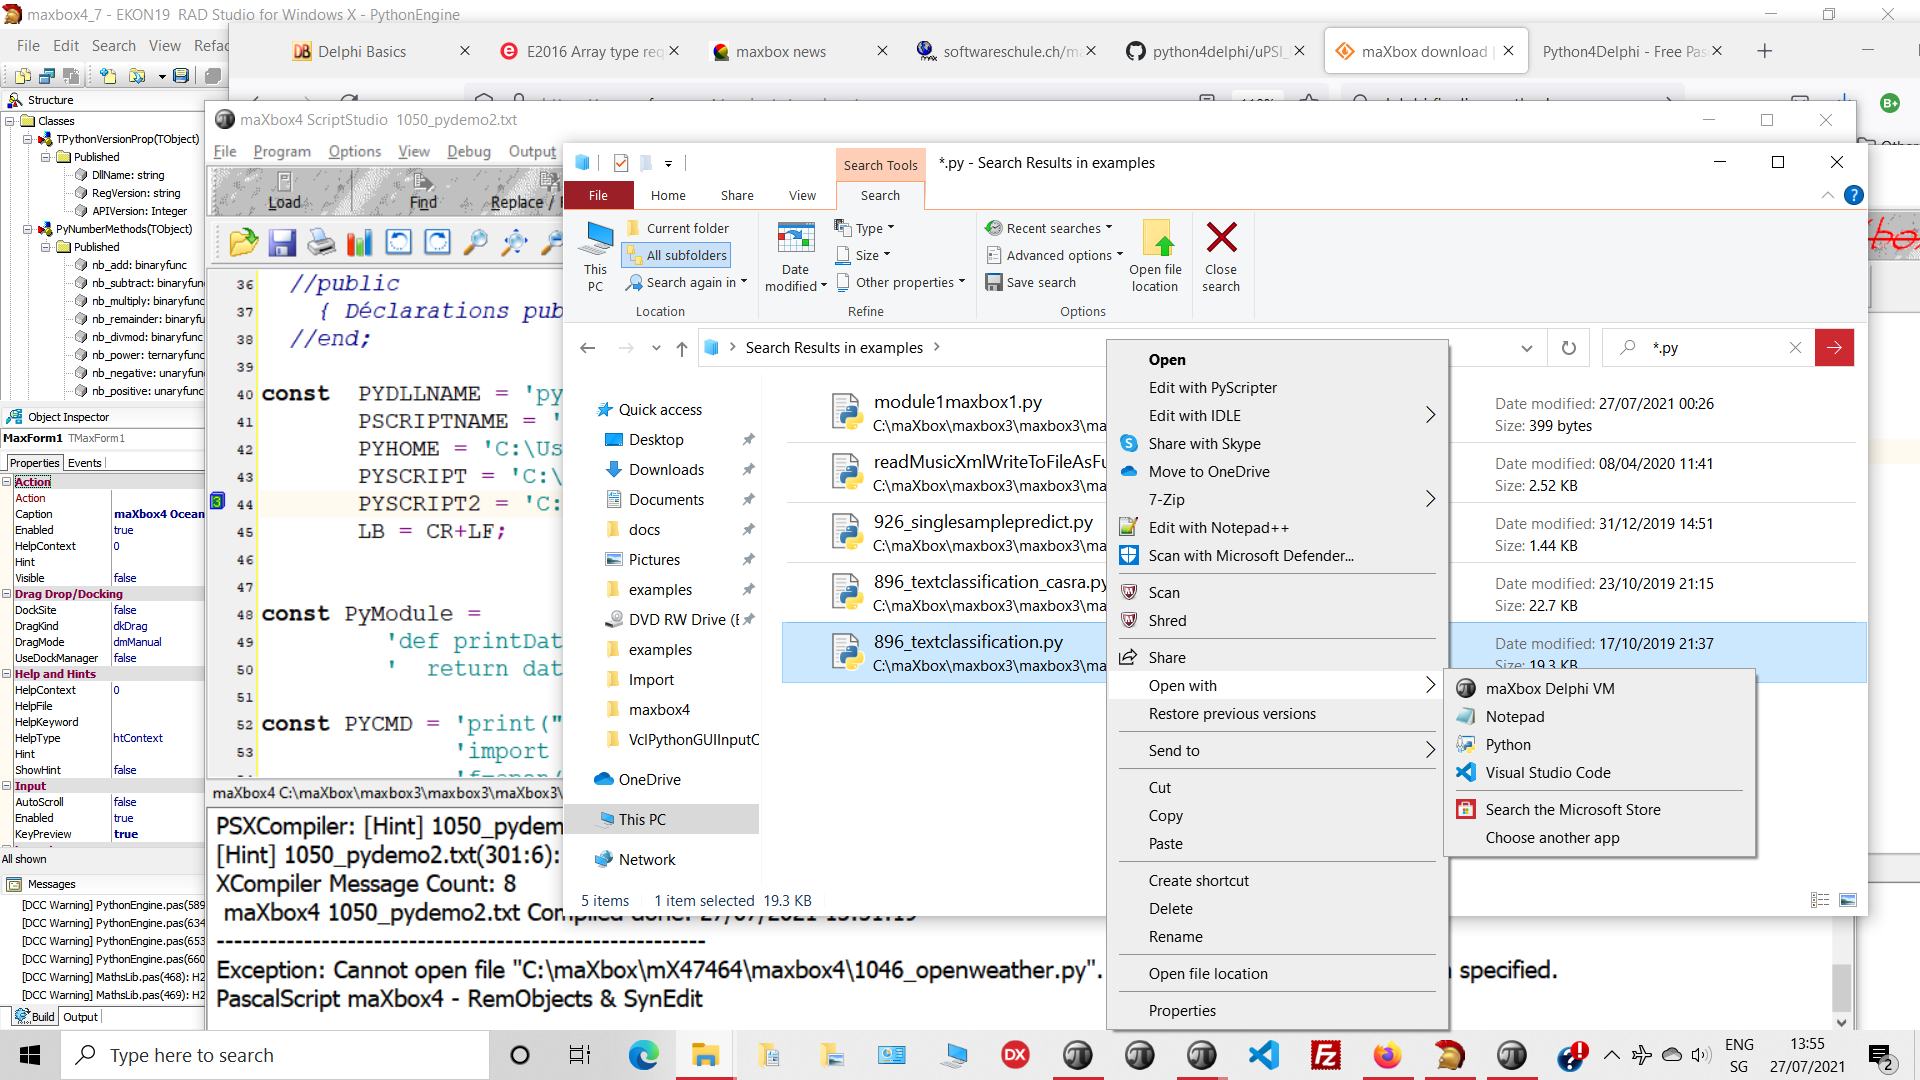 maxbox4_7 - EKON19 RAD Studio for Windows X - PythonEngine
File Edit Search View Refac
Delphi Basics
E2016 Array type req
maxbox news
softwareschule.ch/ma
python4delphi/uPSI_
maXbox download |
Python4Delphi - Free Pas
Structure
Classes
TPythonVersionProp(TObject)
Published
DllName: string
RegVersion: string
APIVersion: Integer
PyNumberMethods(TObject)
Published
nb_add: binaryfunc
nb_subtract: binaryfu
nb_multiply: binaryfu
nb_remainder: binaryfu
nb_divmod: binaryfunc
nb_power: ternaryfunc
nb_negative: unaryfun
nb_positive: unaryfunc
Object Inspector
MaxForm1 TMaxForm1
Properties Events
Action
Action
Caption maXbox4 Ocean
Enabled true
HelpContext 0
Hint
Visible false
Drag Drop/Docking
DockSite false
DragKind dkDrag
DragMode dmManual
UseDockManager false
Help and Hints
HelpContext 0
HelpFile
HelpKeyword
HelpType htContext
Hint
ShowHint false
Input
AutoScroll false
Enabled true
KeyPreview true
All shown
Messages
[DCC Warning] PythonEngine.pas(589
[DCC Warning] PythonEngine.pas(634
[DCC Warning] PythonEngine.pas(653
[DCC Warning] PythonEngine.pas(660
[DCC Warning] MathsLib.pas(468): H2
[DCC Warning] MathsLib.pas(469): H2
Build Output
maXbox4 ScriptStudio 1050_pydemo2.txt
File Program Options View Debug Output
Load Find Replace /
36 //public
37 { Déclarations pub
38 //end;
39
40 const PYDLLNAME = 'py
41 PSCRIPTNAME = '
42 PYHOME = 'C:\Us
43 PYSCRIPT = 'C:\
44 PYSCRIPT2 = 'C:
45 LB = CR+LF;
46
47
48 const PyModule =
49 'def printDat
50 ' return dat
51
52 const PYCMD = 'print("
53 'import
maXbox4 C:\maXbox\maxbox3\maxbox3\maXbox3\
PSXCompiler: [Hint] 1050_pydem
[Hint] 1050_pydemo2.txt(301:6):
XCompiler Message Count: 8
maXbox4 1050_pydemo2.txt Compiled done: 27/07/2021 13:51:19
------------------------------------------------------
Exception: Cannot open file "C:\maXbox\mX47464\maxbox4\1046_openweather.py". specified.
PascalScript maXbox4 - RemObjects & SynEdit
Search Tools
*.py - Search Results in examples
File Home Share View Search
This PC
Current folder
All subfolders
Search again in
Location
Date modified
Type
Size
Other properties
Refine
Recent searches
Advanced options
Save search
Options
Open file location
Close search
Search Results in examples
*.py
Quick access
Desktop
Downloads
Documents
docs
Pictures
examples
DVD RW Drive (E
examples
Import
maxbox4
VclPythonGUIInputC
OneDrive
This PC
Network
module1maxbox1.py
C:\maXbox\maxbox3\maxbox3\ma
Date modified: 27/07/2021 00:26
Size: 399 bytes
readMusicXmlWriteToFileAsFu
C:\maXbox\maxbox3\maxbox3\ma
Date modified: 08/04/2020 11:41
Size: 2.52 KB
926_singlesamplepredict.py
C:\maXbox\maxbox3\maxbox3\ma
Date modified: 31/12/2019 14:51
Size: 1.44 KB
896_textclassification_casra.py
C:\maXbox\maxbox3\maxbox3\ma
Date modified: 23/10/2019 21:15
Size: 22.7 KB
896_textclassification.py
C:\maXbox\maxbox3\maxbox3\ma
Date modified: 17/10/2019 21:37
Size: 19.3 KB
5 items 1 item selected 19.3 KB
Open
Edit with PyScripter
Edit with IDLE
Share with Skype
Move to OneDrive
7-Zip
Edit with Notepad++
Scan with Microsoft Defender...
Scan
Shred
Share
Open with
Restore previous versions
Send to
Cut
Copy
Paste
Create shortcut
Delete
Rename
Open file location
Properties
maXbox Delphi VM
Notepad
Python
Visual Studio Code
Search the Microsoft Store
Choose another app
Type here to search
DX
ENG
SG
13:55
27/07/2021
2